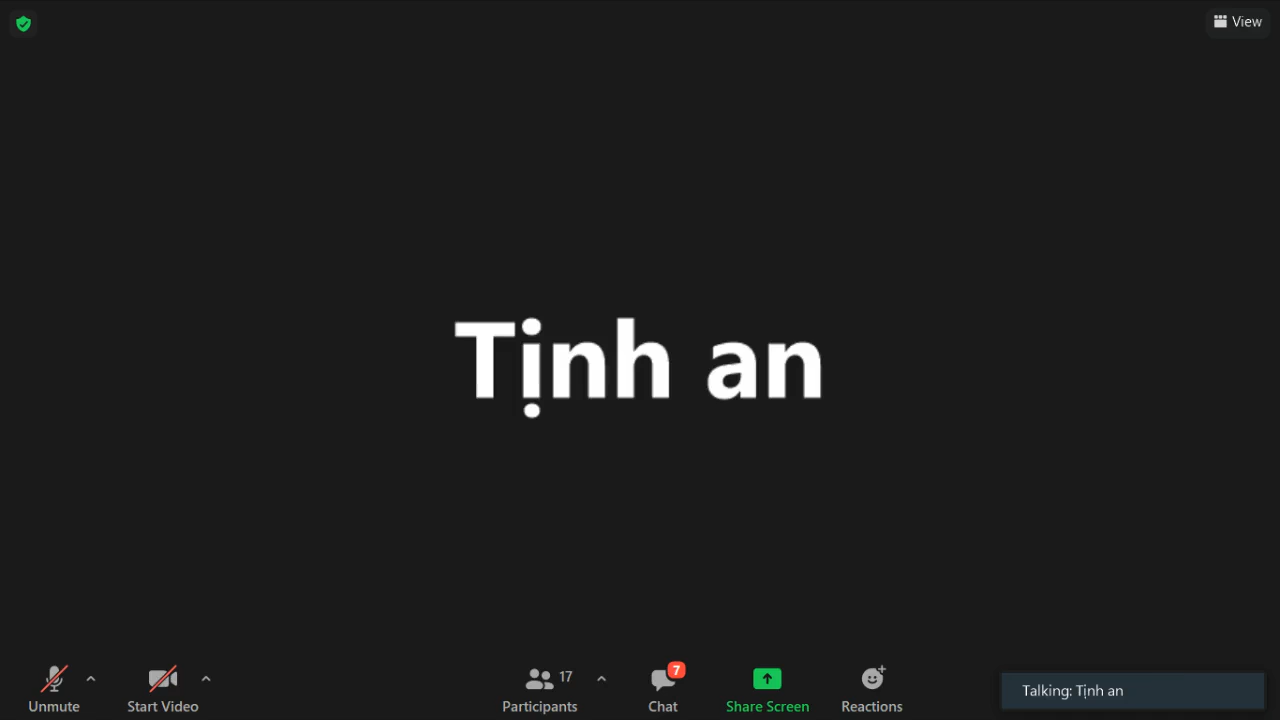 View
Tịnh an
Unmute
Start Video
17
Participants
7
Chat
Share Screen
Reactions
Talking: Tịnh an